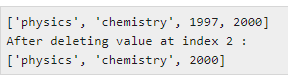 ['physics', 'chemistry', 1997, 2000]
After deleting value at index 2 :
['physics', 'chemistry', 2000]